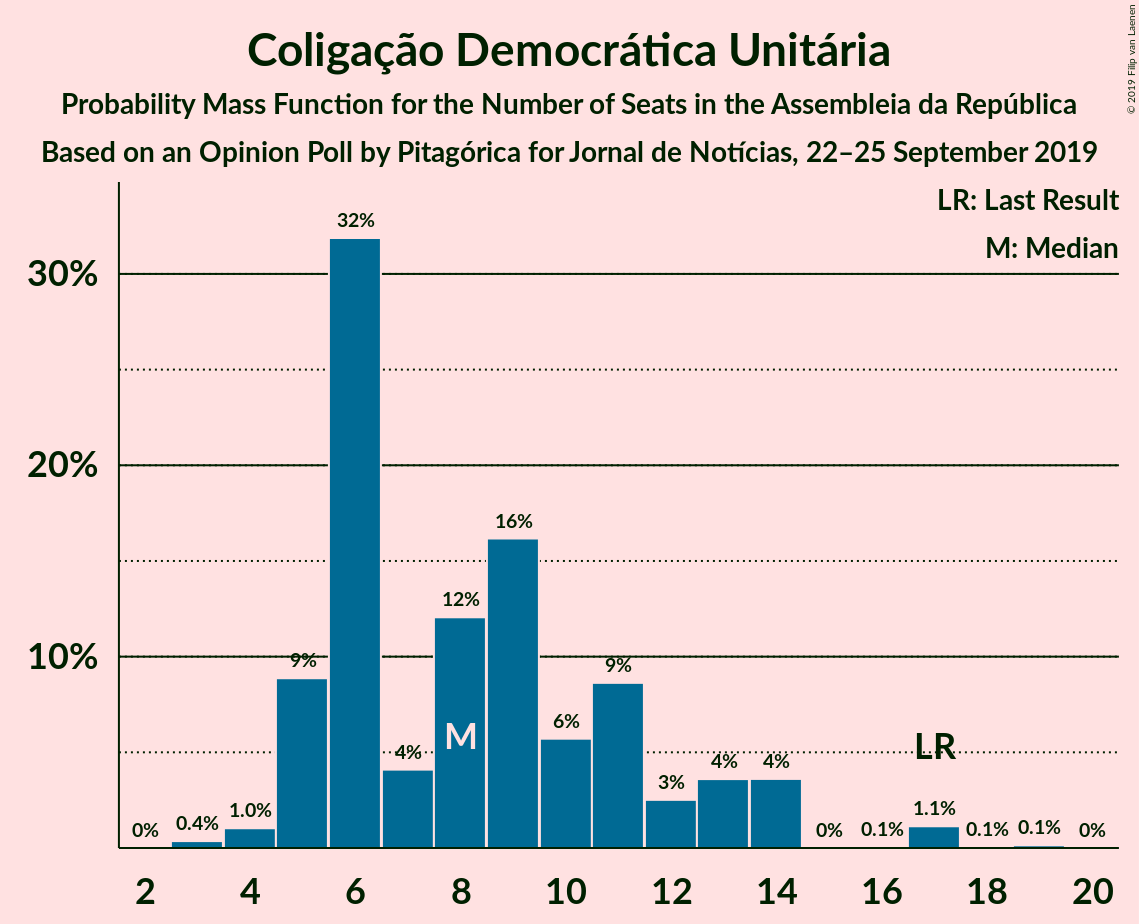 © 2019 Filip van Laenen
Coligação Democrática Unitária
Probability Mass Function for the Number of Seats in the Assembleia da República
Based on an Opinion Poll by Pitagórica for Jornal de Notícias, 22–25 September 2019
LR: Last Result
M: Median
32%
30%
20%
16%
12%
10%
9%
9%
6%
M
LR
4%
4%
4%
3%
1.1%
1.0%
0.4%
0%
0%
0.1%
0.1%
0.1%
0%
2 4 6 8 10 12 14 16 18 20